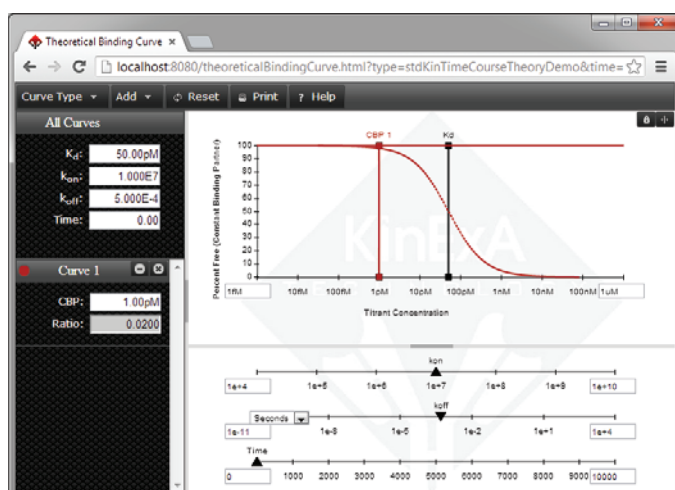 Theoretical Binding Curve
localhost:8080/theoreticalBindingCurve.html?type=stdKinTimeCourseTheoryDemo&time=
Curve Type Add Reset Print ? Help
All Curves
Kd: 50.00pM
kon: 1.000E7
koff: 5.000E-4
Time: 0.00
Curve 1
CBP: 1.00pM
Ratio: 0.0200
CBP 1 Kd
Percent Free (Constant Binding Partner)
100
90
80
70
60
50
40
30
20
10
0
KinExA
1fM 10fM 100fM 1pM 10pM 100pM 1nM 10nM 100nM 1uM
Titrant Concentration
kon
1e+4 1e+5 1e+6 1e+7 1e+8 1e+9 1e+10
koff
Seconds
1e-11 1e-8 1e-5 1e-2 1e+1 1e+4
Time
0 1000 2000 3000 4000 5000 6000 7000 8000 9000 10000